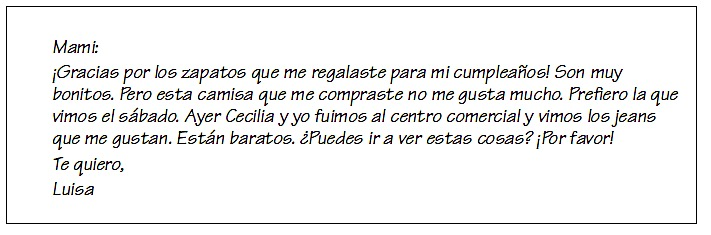 Mami:
¡Gracias por los zapatos que me regalaste para mi cumpleaños! Son muy
bonitos. Pero esta camisa que me compraste no me gusta mucho. Prefiero la que
vimos el sábado. Ayer Cecilia y yo fuimos al centro comercial y vimos los jeans
que me gustan. Están baratos. ¿Puedes ir a ver estas cosas? ¡Por favor!
Te quiero,
Luisa